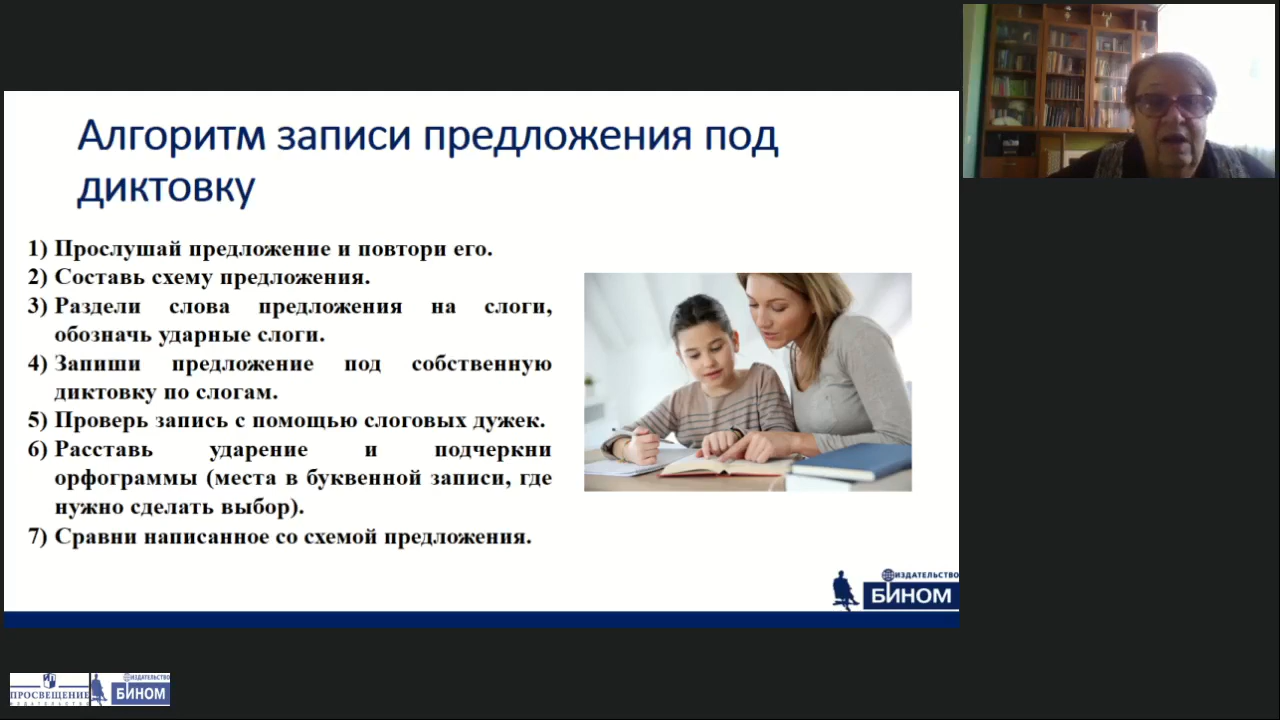 Алгоритм записи предложения под
диктовку
1) Прослушай предложение и повтори его.
2) Составь схему предложения.
3) Раздели слова предложения на слоги,
обозначь ударные слоги.
4) Запиши предложение под собственную
диктовку по слогам.
5) Проверь запись с помощью слоговых дужек.
6) Расставь ударение и подчеркни
орфограммы (места в буквенной записи, где
нужно сделать выбор).
7) Сравни написанное со схемой предложения.
ИЗДАТЕЛЬСТВО
БИНОМ
ПРОСВЕЩЕНИЕ
ИЗДАТЕЛЬСТВО
ИЗДАТЕЛЬСТВО
БИНОМ